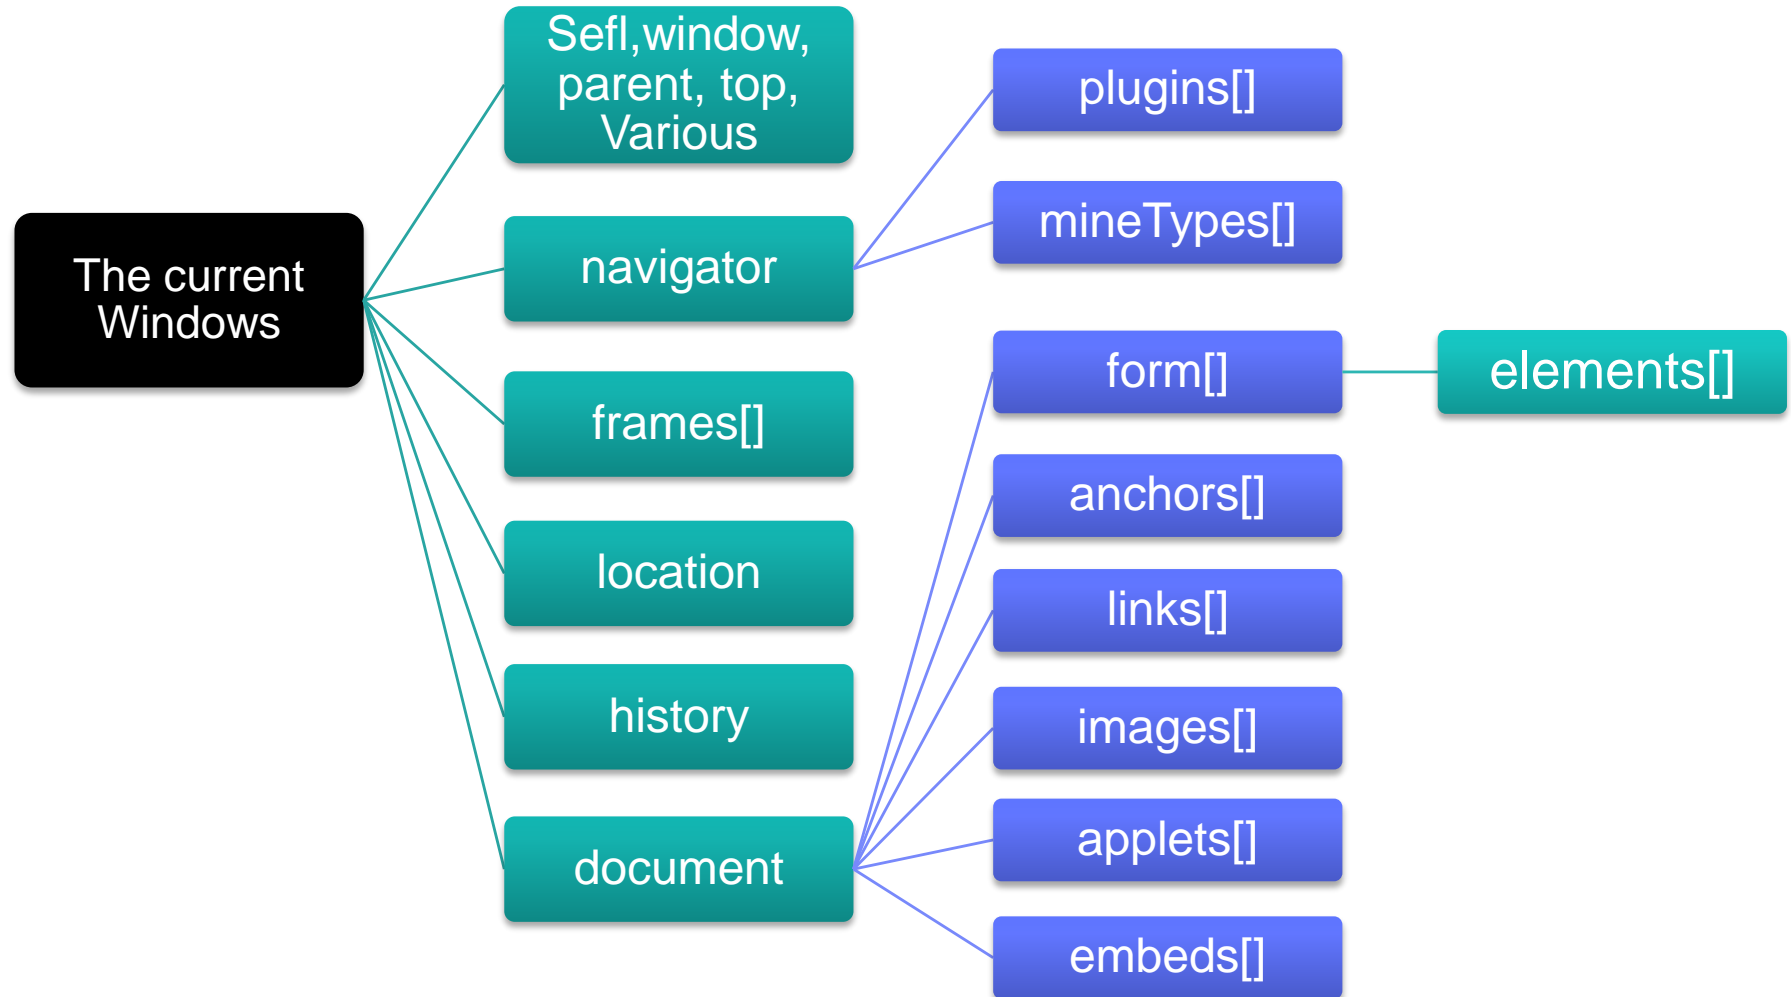 The current
Windows
Sefl,window,
parent, top,
Various
navigator
frames[]
location
history
document
plugins[]
mineTypes[]
form[]
anchors[]
links[]
images[]
applets[]
embeds[]
elements[]